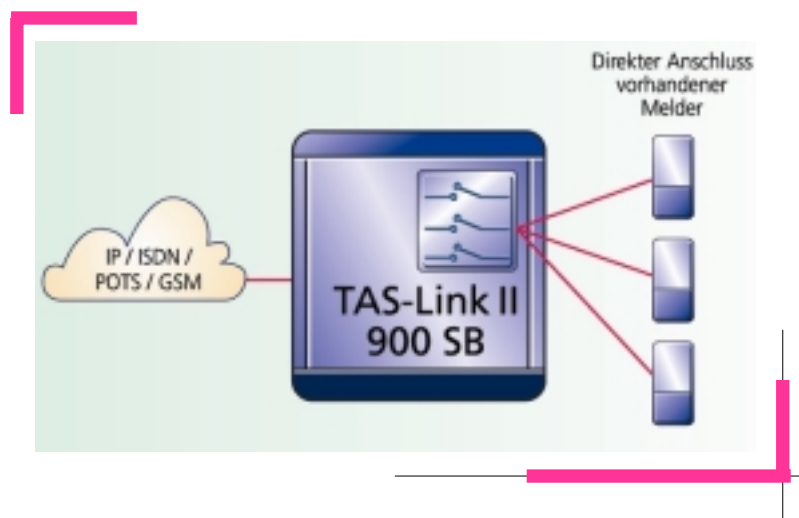 Direkter Anschluss
vorhandener
Melder
IP / ISDN /
POTS / GSM
TAS-Link II
900 SB